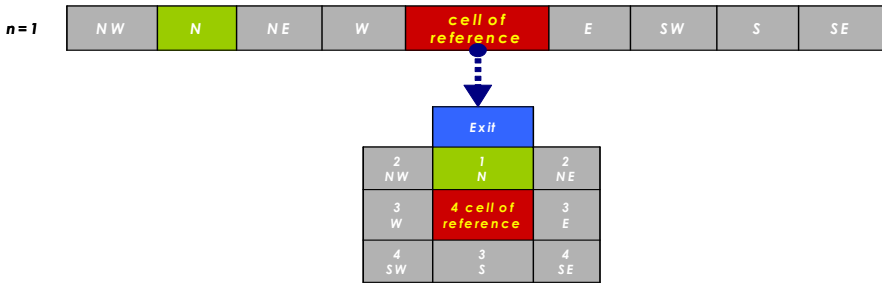 n=1 NW N NE W cell of E SW S SE
reference
Exit
2 1 2
NW N NE
3 4 cell of 3
W reference E
4 3 4
SW S SE